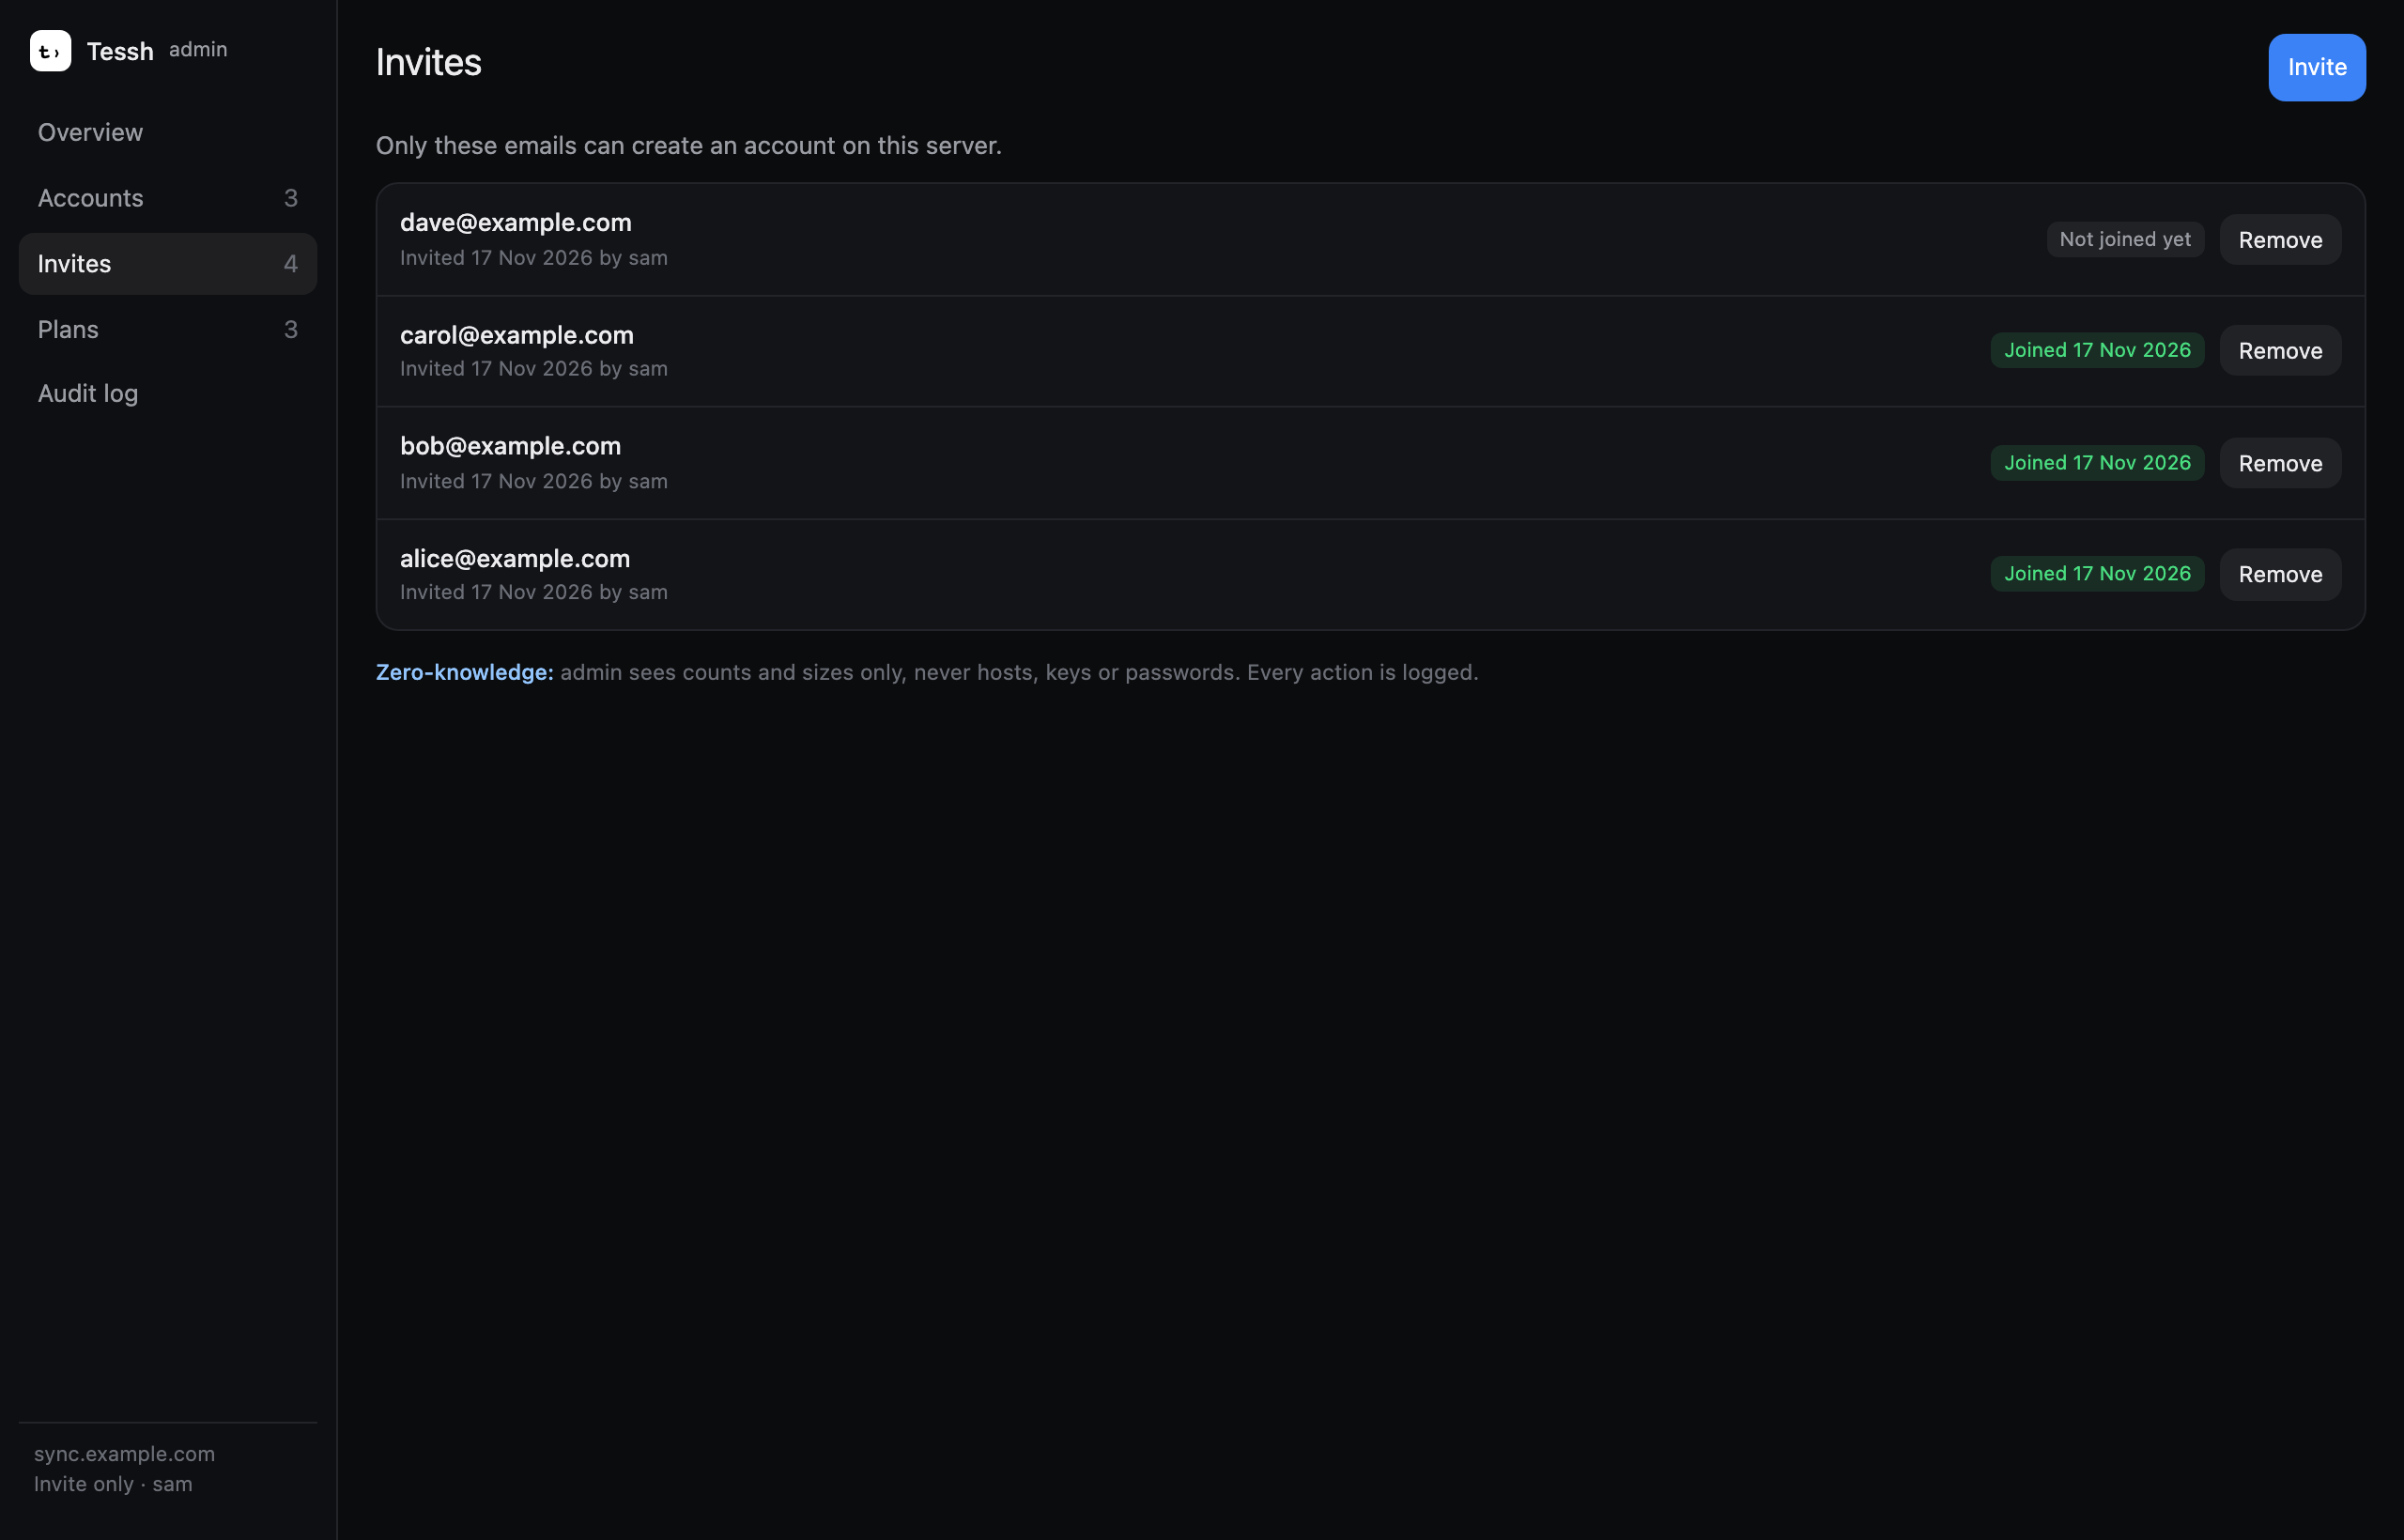 t› Tessh admin
Overview
Accounts 3
Invites 4
Plans 3
Audit log
sync.example.com
Invite only · sam
Invites
Invite
Only these emails can create an account on this server.
dave@example.com
Invited 17 Nov 2026 by sam
Not joined yet
Remove
carol@example.com
Invited 17 Nov 2026 by sam
Joined 17 Nov 2026
Remove
bob@example.com
Invited 17 Nov 2026 by sam
Joined 17 Nov 2026
Remove
alice@example.com
Invited 17 Nov 2026 by sam
Joined 17 Nov 2026
Remove
Zero-knowledge: admin sees counts and sizes only, never hosts, keys or passwords. Every action is logged.